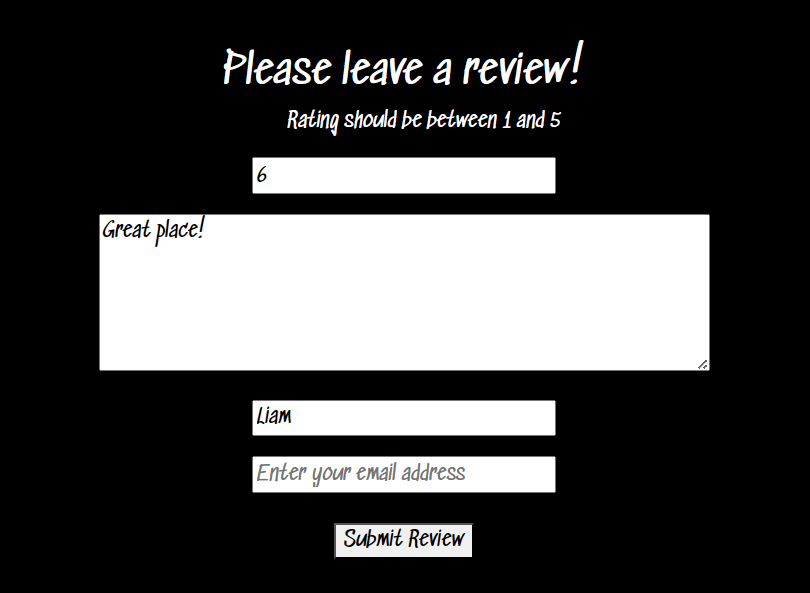 Please leave a review!
Rating should be between 1 and 5
6
Great place!
Liam
Enter your email address
Submit Review